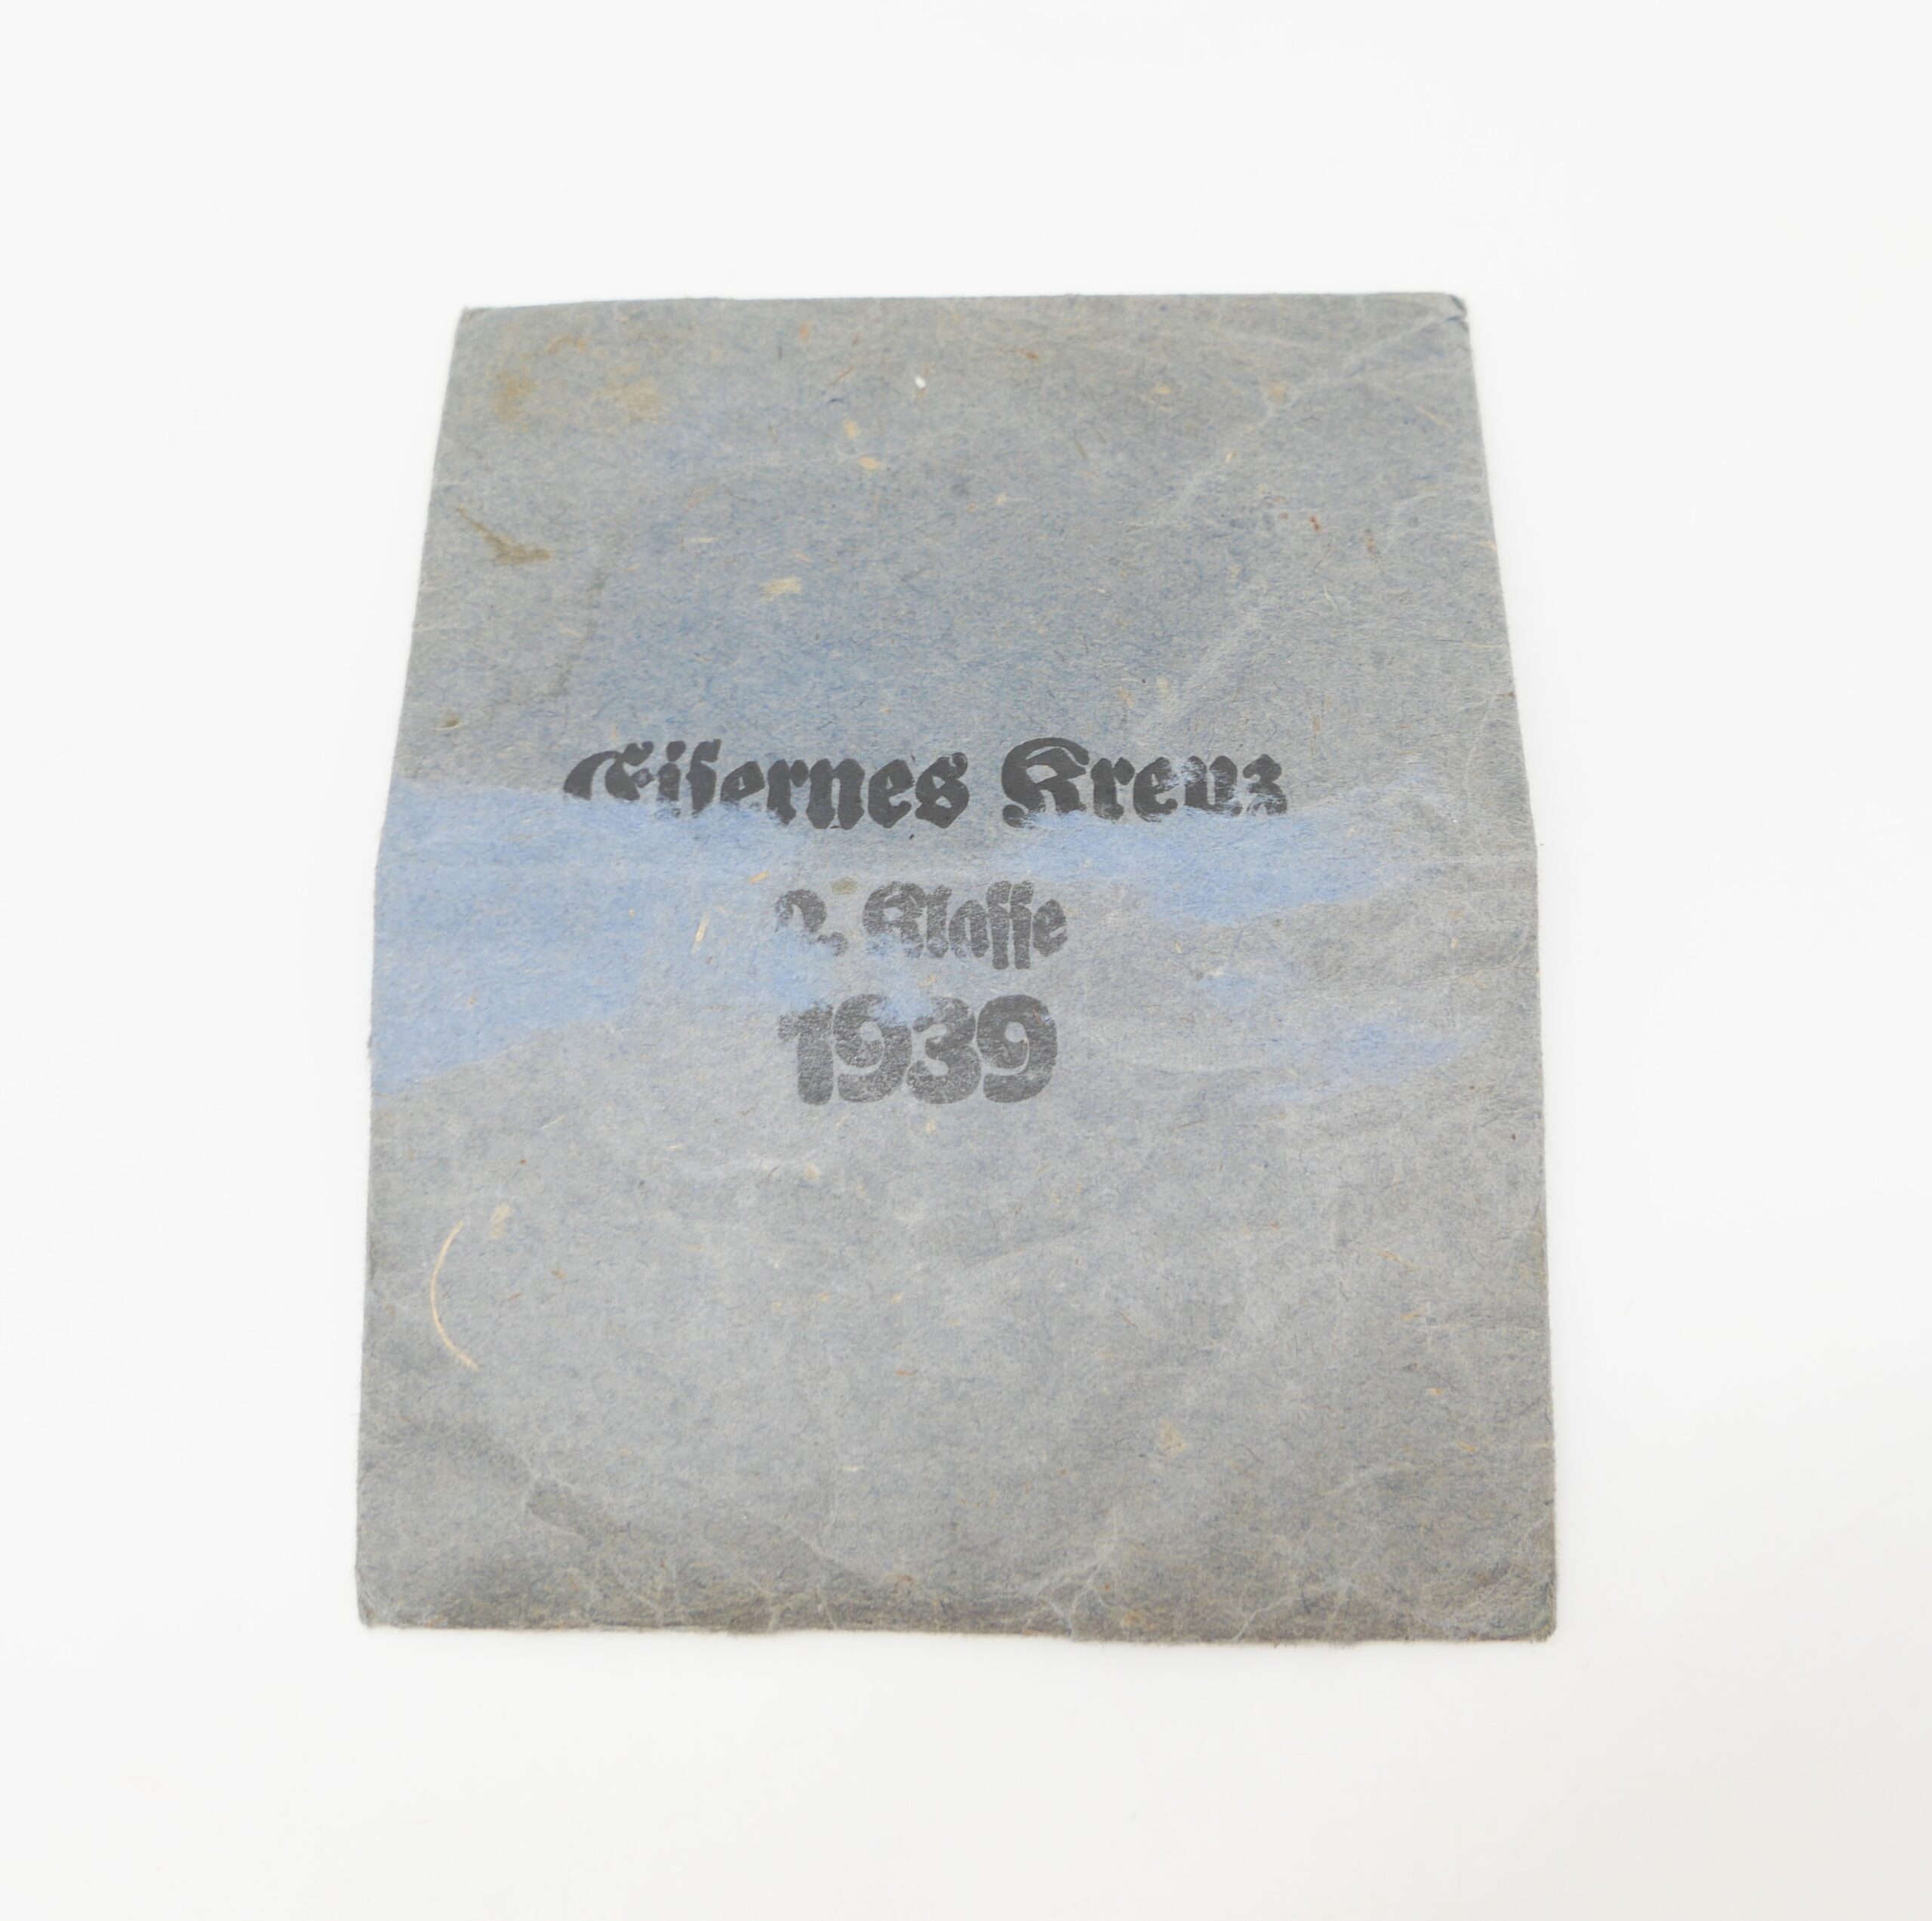 Eisernes Kreuz
2. Klasse
1939